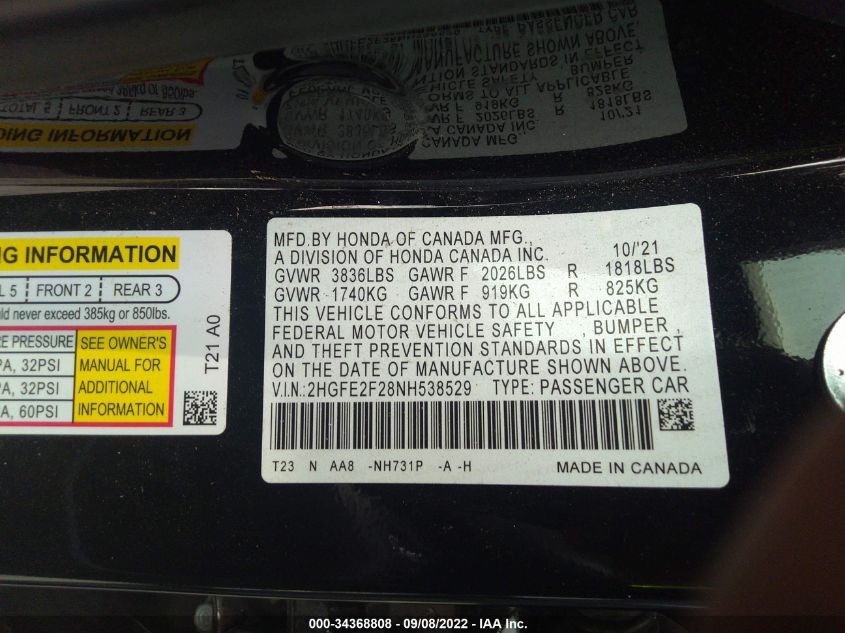 NG INFORMATION
L 5 FRONT 2 REAR 3
uld never exceed 385kg or 850lbs.
RE PRESSURE
PA, 32PSI
PA, 32PSI
A, 60PSI
SEE OWNER'S
MANUAL FOR
ADDITIONAL
INFORMATION
T21 A0
MFD.BY HONDA OF CANADA MFG.,
A DIVISION OF HONDA CANADA INC. 10/'21
GVWR 3836LBS GAWR F 2026LBS R 1818LBS
GVWR 1740KG GAWR F 919KG R 825KG
THIS VEHICLE CONFORMS TO ALL APPLICABLE
FEDERAL MOTOR VEHICLE SAFETY , BUMPER ,
AND THEFT PREVENTION STANDARDS IN EFFECT
ON THE DATE OF MANUFACTURE SHOWN ABOVE.
V.I.N.:2HGFE2F28NH538529 TYPE: PASSENGER CAR
T23 N AA8 -NH731P -A -H MADE IN CANADA
000-34368808 - 09/08/2022 - IAA Inc.